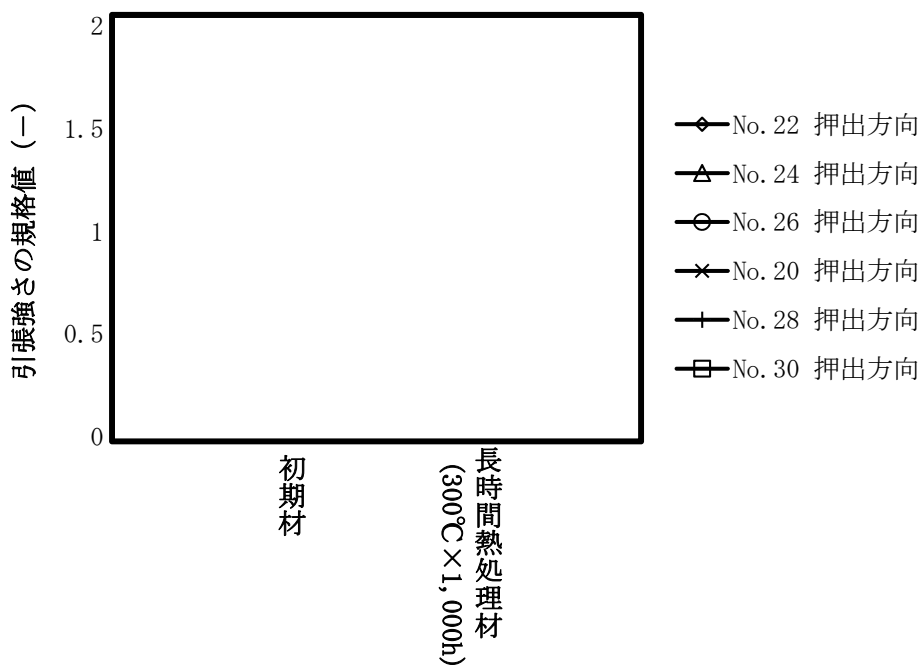 2
1.5
1
0.5
0
引張強さの規格値 (―)
初期材
長時間熱処理材
(300℃×1,000h)
No.22 押出方向
No.24 押出方向
No.26 押出方向
No.20 押出方向
No.28 押出方向
No.30 押出方向